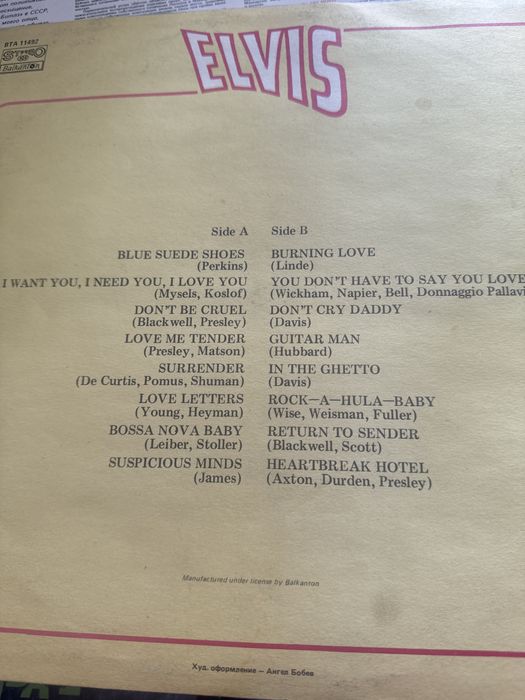 BTA 11492
STEREO
Balkanton
ELVIS
Side A Side B
BLUE SUEDE SHOES
(Perkins)
I WANT YOU, I NEED YOU, I LOVE YOU
(Mysels, Koslof)
DON'T BE CRUEL
(Blackwell, Presley)
LOVE ME TENDER
(Presley, Matson)
SURRENDER
(De Curtis, Pomus, Shuman)
LOVE LETTERS
(Young, Heyman)
BOSSA NOVA BABY
(Leiber, Stoller)
SUSPICIOUS MINDS
(James)
BURNING LOVE
(Linde)
YOU DON'T HAVE TO SAY YOU LOVE
(Wickham, Napier, Bell, Donnaggio Pallavi
DON'T CRY DADDY
(Davis)
GUITAR MAN
(Hubbard)
IN THE GHETTO
(Davis)
ROCK—A—HULA—BABY
(Wise, Weisman, Fuller)
RETURN TO SENDER
(Blackwell, Scott)
HEARTBREAK HOTEL
(Axton, Durden, Presley)
Manufactured under license by Balkanton
Худ. оформление — Ангел Бобев